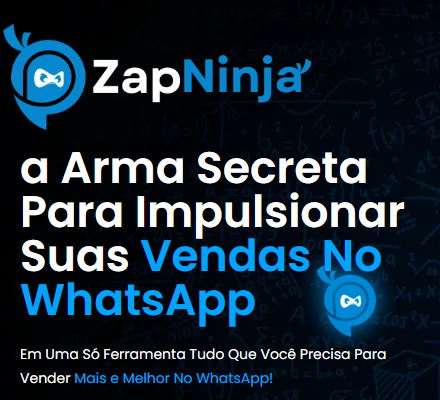 ZapNinja
a Arma Secreta
Para Impulsionar
Suas Vendas No
WhatsApp
Em Uma Só Ferramenta Tudo Que Você Precisa Para
Vender Mais e Melhor No WhatsApp!